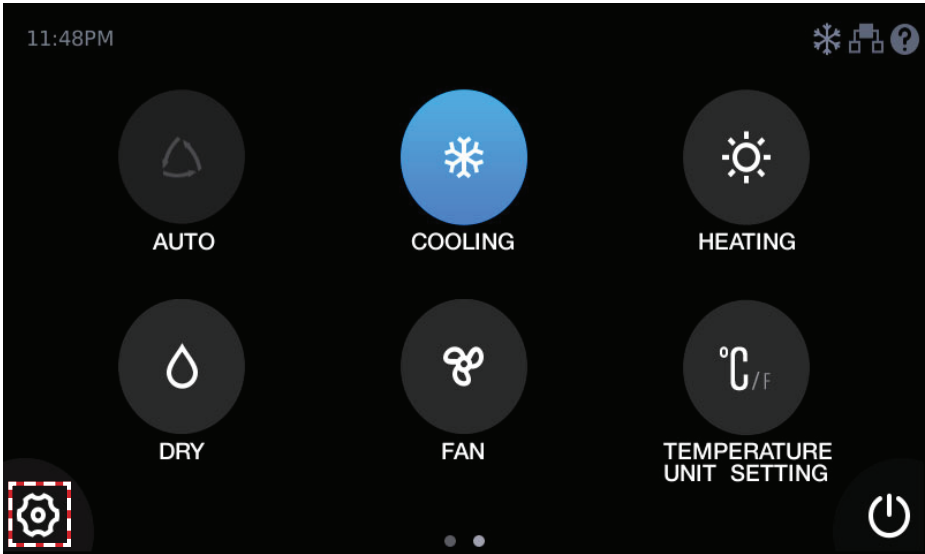 11:48PM
AUTO
COOLING
HEATING
°C/F
DRY
FAN
TEMPERATURE
UNIT SETTING